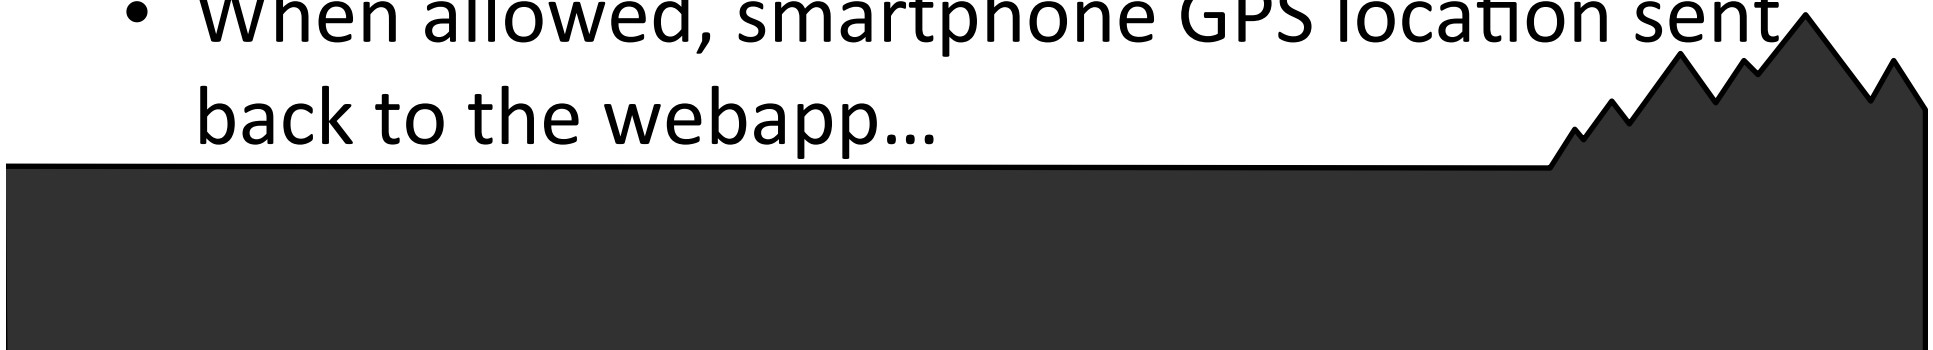 • When allowed, smartphone GPS location sent
back to the webapp...